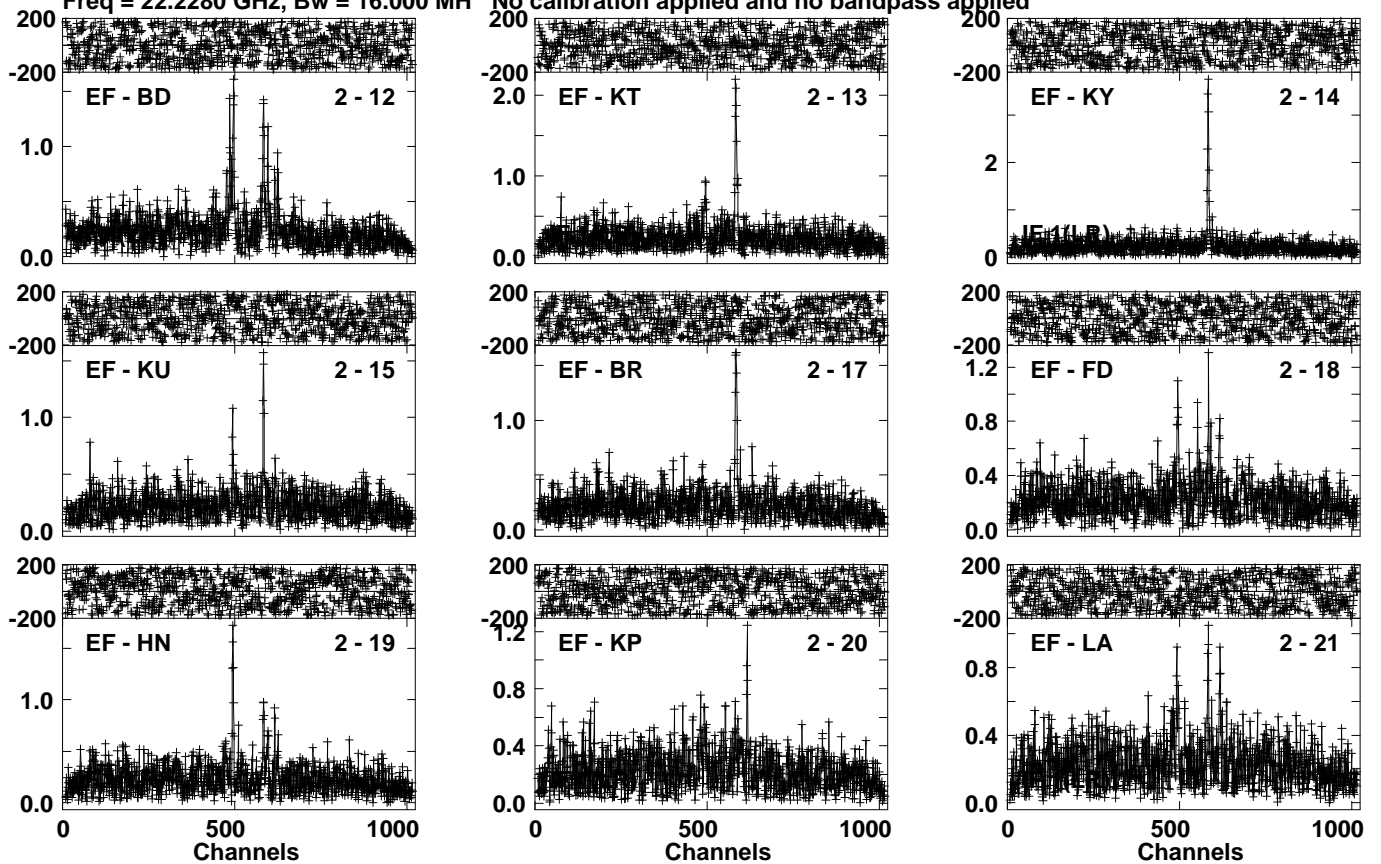 Freq = 22.2280 GHz, Bw = 16.000 MH No calibration applied and no bandpass applied
200 200 200
-200 -200 -200
EF - BD 2 - 12 EF - KT 2 - 13 EF - KY 2 - 14
2.0
1.0 1.0 2
IF 1(LR)
0.0 0.0 0
200 200 200
-200 -200 -200
EF - KU 2 - 15 EF - BR 2 - 17 EF - FD 2 - 18
1.2
1.0 1.0 0.8
0.4
0.0 0.0 0.0
200 200 200
-200 -200 -200
EF - HN 2 - 19 EF - KP 2 - 20 EF - LA 2 - 21
1.2
1.0 0.8 0.8
0.4 0.4
0.0 0.0 0.0
0 500 1000 0 500 1000 0 500 1000
Channels Channels Channels